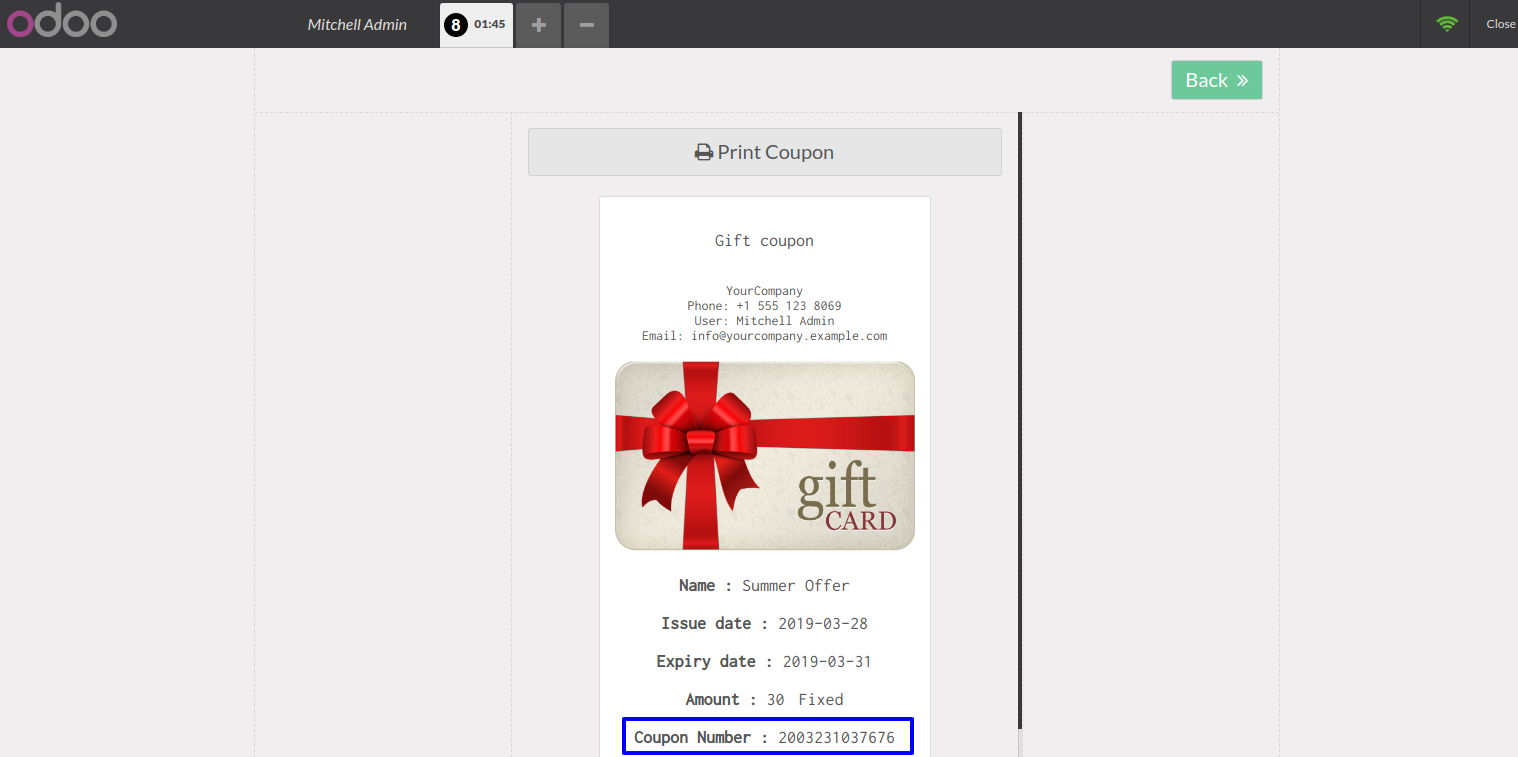 odoo
Mitchell Admin
8 01:45
Close
Back
Print Coupon
Gift coupon
YourCompany
Phone: +1 555 123 8069
User: Mitchell Admin
Email: info@yourcompany.example.com
gift
CARD
Name : Summer Offer
Issue date : 2019-03-28
Expiry date : 2019-03-31
Amount : 30 Fixed
Coupon Number : 2003231037676